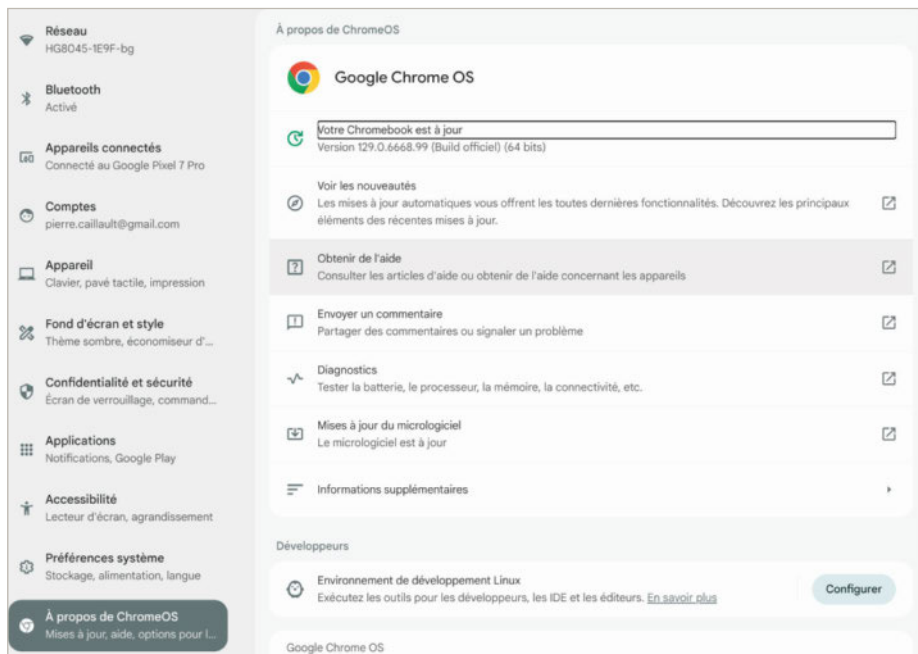 Réseau
HG8045-1E9F-bg
Bluetooth
Activé
Appareils connectés
Connecté au Google Pixel 7 Pro
Comptes
pierre.caillault@gmail.com
Appareil
Clavier, pavé tactile, impression
Fond d'écran et style
Thème sombre, économiseur d'...
Confidentialité et sécurité
Écran de verrouillage, command...
Applications
Notifications, Google Play
Accessibilité
Lecteur d'écran, agrandissement
Préférences système
Stockage, alimentation, langue
À propos de ChromeOS
Mises à jour, aide, options pour l...
À propos de ChromeOS
Google Chrome OS
Votre Chromebook est à jour
Version 129.0.6668.99 (Build officiel) (64 bits)
Voir les nouveautés
Les mises à jour automatiques vous offrent les toutes dernières fonctionnalités. Découvrez les principaux
éléments des récentes mises à jour.
Obtenir de l'aide
Consulter les articles d'aide ou obtenir de l'aide concernant les appareils
Envoyer un commentaire
Partager des commentaires ou signaler un problème
Diagnostics
Tester la batterie, le processeur, la mémoire, la connectivité, etc.
Mises à jour du micrologiciel
Le micrologiciel est à jour
Informations supplémentaires
Développeurs
Environnement de développement Linux
Exécutez les outils pour les développeurs, les IDE et les éditeurs. En savoir plus
Configurer
Google Chrome OS